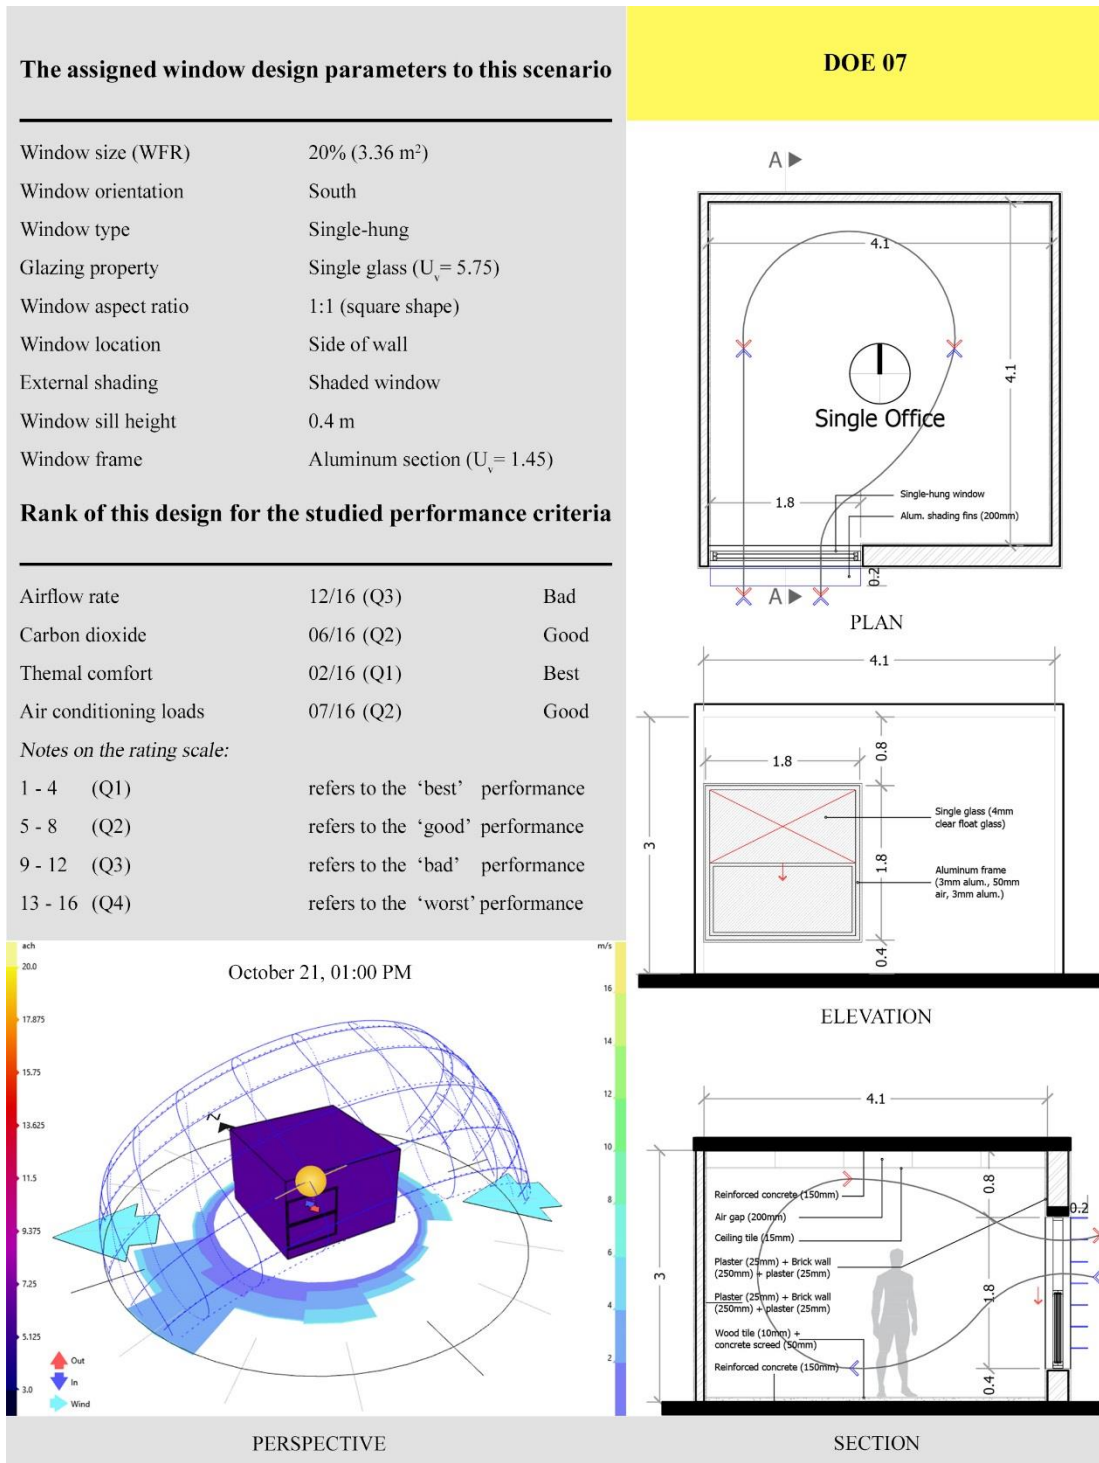 The assigned window design parameters to this scenario
Window size (WFR) 20% (3.36 m²)
Window orientation South
Window type Single-hung
Glazing property Single glass (Uv= 5.75)
Window aspect ratio 1:1 (square shape)
Window location Side of wall
External shading Shaded window
Window sill height 0.4 m
Window frame Aluminum section (Uv= 1.45)
Rank of this design for the studied performance criteria
Airflow rate 12/16 (Q3) Bad
Carbon dioxide 06/16 (Q2) Good
Themal comfort 02/16 (Q1) Best
Air conditioning loads 07/16 (Q2) Good
Notes on the rating scale:
1 - 4 (Q1) refers to the ‘best’ performance
5 - 8 (Q2) refers to the ‘good’ performance
9 - 12 (Q3) refers to the ‘bad’ performance
13 - 16 (Q4) refers to the ‘worst’ performance
DOE 07
A
4.1
4.1
Single Office
1.8
Single-hung window
Alum. shading fins (200mm)
0.2
A
PLAN
4.1
0.8
1.8
3
1.8
0.4
Single glass (4mm
clear float glass)
Aluminum frame
(3mm alum., 50mm
air, 3mm alum.)
ELEVATION
ach
20.0
17.875
15.75
13.625
11.5
9.375
7.25
5.125
3.0
October 21, 01:00 PM
N
Out
In
Wind
m/s
16
14
12
10
8
6
4
2
PERSPECTIVE
4.1
0.8
0.2
3
1.8
0.4
Reinforced concrete (150mm)
Air gap (200mm)
Ceiling tile (15mm)
Plaster (25mm) + Brick wall
(250mm) + plaster (25mm)
Plaster (25mm) + Brick wall
(250mm) + plaster (25mm)
Wood tile (10mm) +
concrete screed (50mm)
Reinforced concrete (150mm)
SECTION